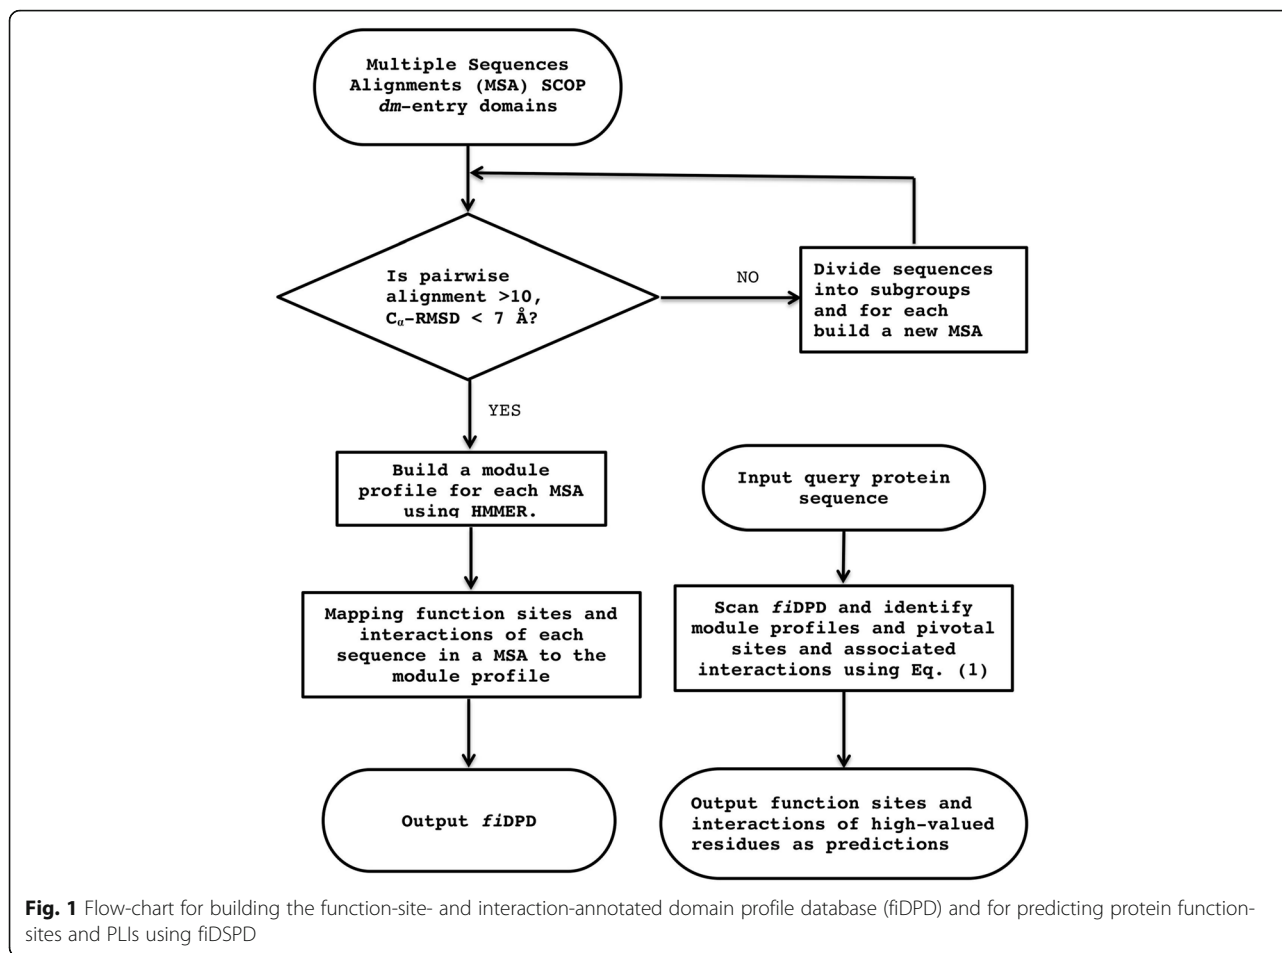 Multiple Sequences
Alignments (MSA) SCOP
dm-entry domains
Is pairwise
alignment >10,
Cα-RMSD < 7 Å?
NO
Divide sequences
into subgroups
and for each
build a new MSA
YES
Build a module
profile for each MSA
using HMMER.
Mapping function sites and
interactions of each
sequence in a MSA to the
module profile
Output fiDPD
Input query protein
sequence
Scan fiDPD and identify
module profiles and pivotal
sites and associated
interactions using Eq. (1)
Output function sites and
interactions of high-valued
residues as predictions
Fig. 1 Flow-chart for building the function-site- and interaction-annotated domain profile database (fiDPD) and for predicting protein function-
sites and PLIs using fiDSPD